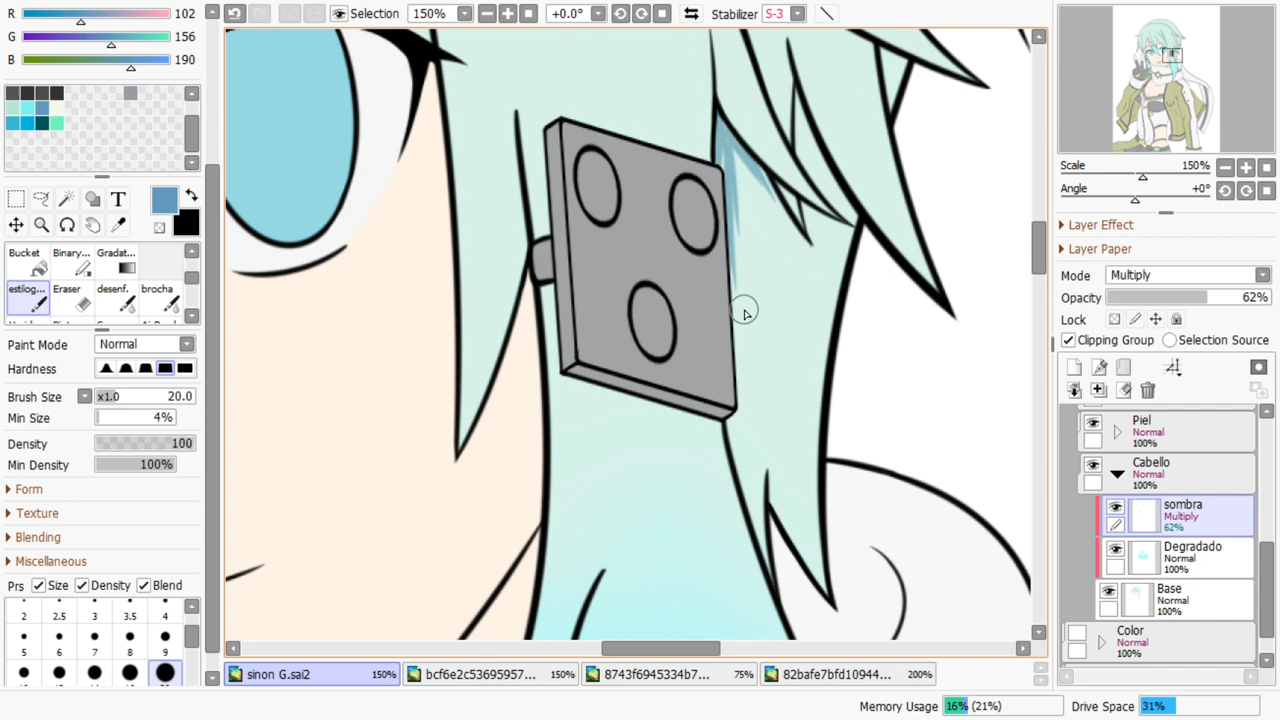 R 102
G 156
B 190
Selection 150% +0.0° Stabilizer S-3
T
Bucket Binary... Gradat...
estilog... Eraser desenf. brocha
Paint Mode Normal
Hardness
Brush Size x1.0 20.0
Min Size 4%
Density 100
Min Density 100%
Form
Texture
Blending
Miscellaneous
Prs Size Density Blend
2 2.5 3 3.5 4
5 6 7 8 9
Scale 150%
Angle +0°
Layer Effect
Layer Paper
Mode Multiply
Opacity 62%
Lock
Clipping Group Selection Source
Piel
Normal
100%
Cabello
Normal
100%
sombra
Multiply
62%
Degradado
Normal
100%
Base
Normal
100%
Color
Normal
100%
sinon G.sai2 150% bcf6e2c53695957... 150% 8743f6945334b7... 75% 82bafe7bfd10944... 200%
Memory Usage 16% (21%) Drive Space 31%